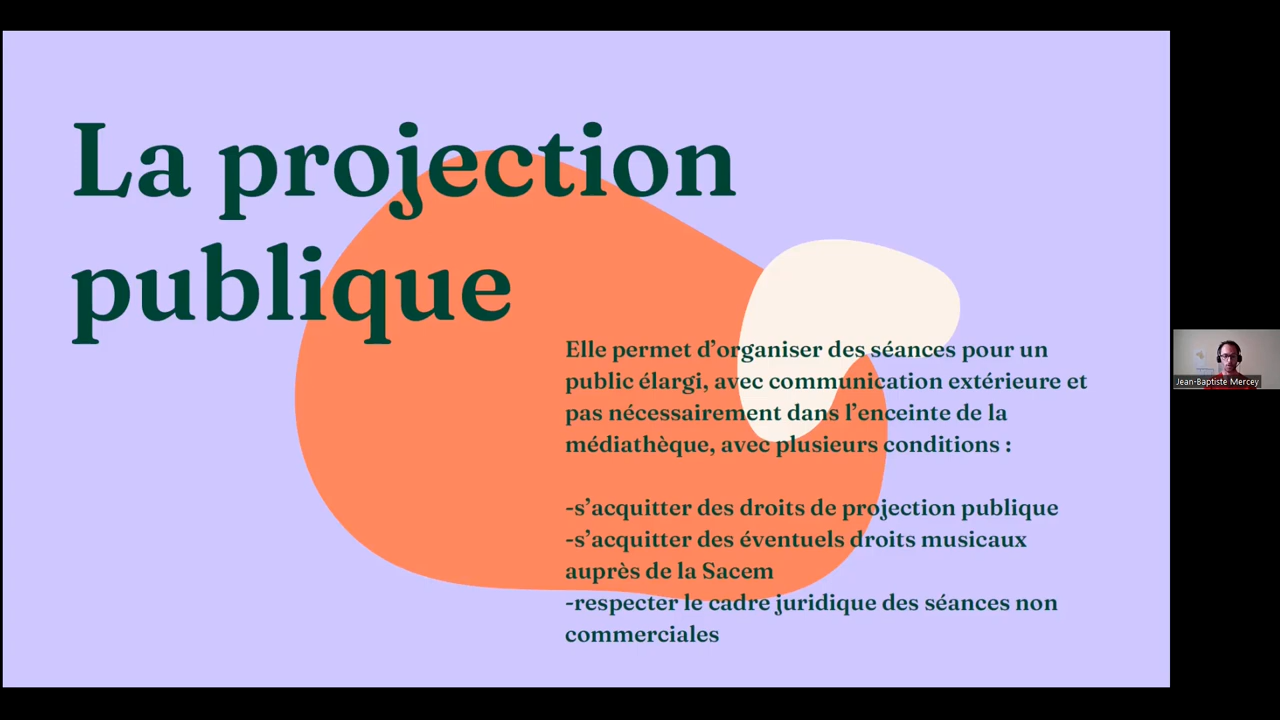 La projection
publique
Elle permet d’organiser des séances pour un
public élargi, avec communication extérieure et
pas nécessairement dans l’enceinte de la
médiathèque, avec plusieurs conditions :
-s’acquitter des droits de projection publique
-s’acquitter des éventuels droits musicaux
auprès de la Sacem
-respecter le cadre juridique des séances non
commerciales
Jean-Baptiste Mercey